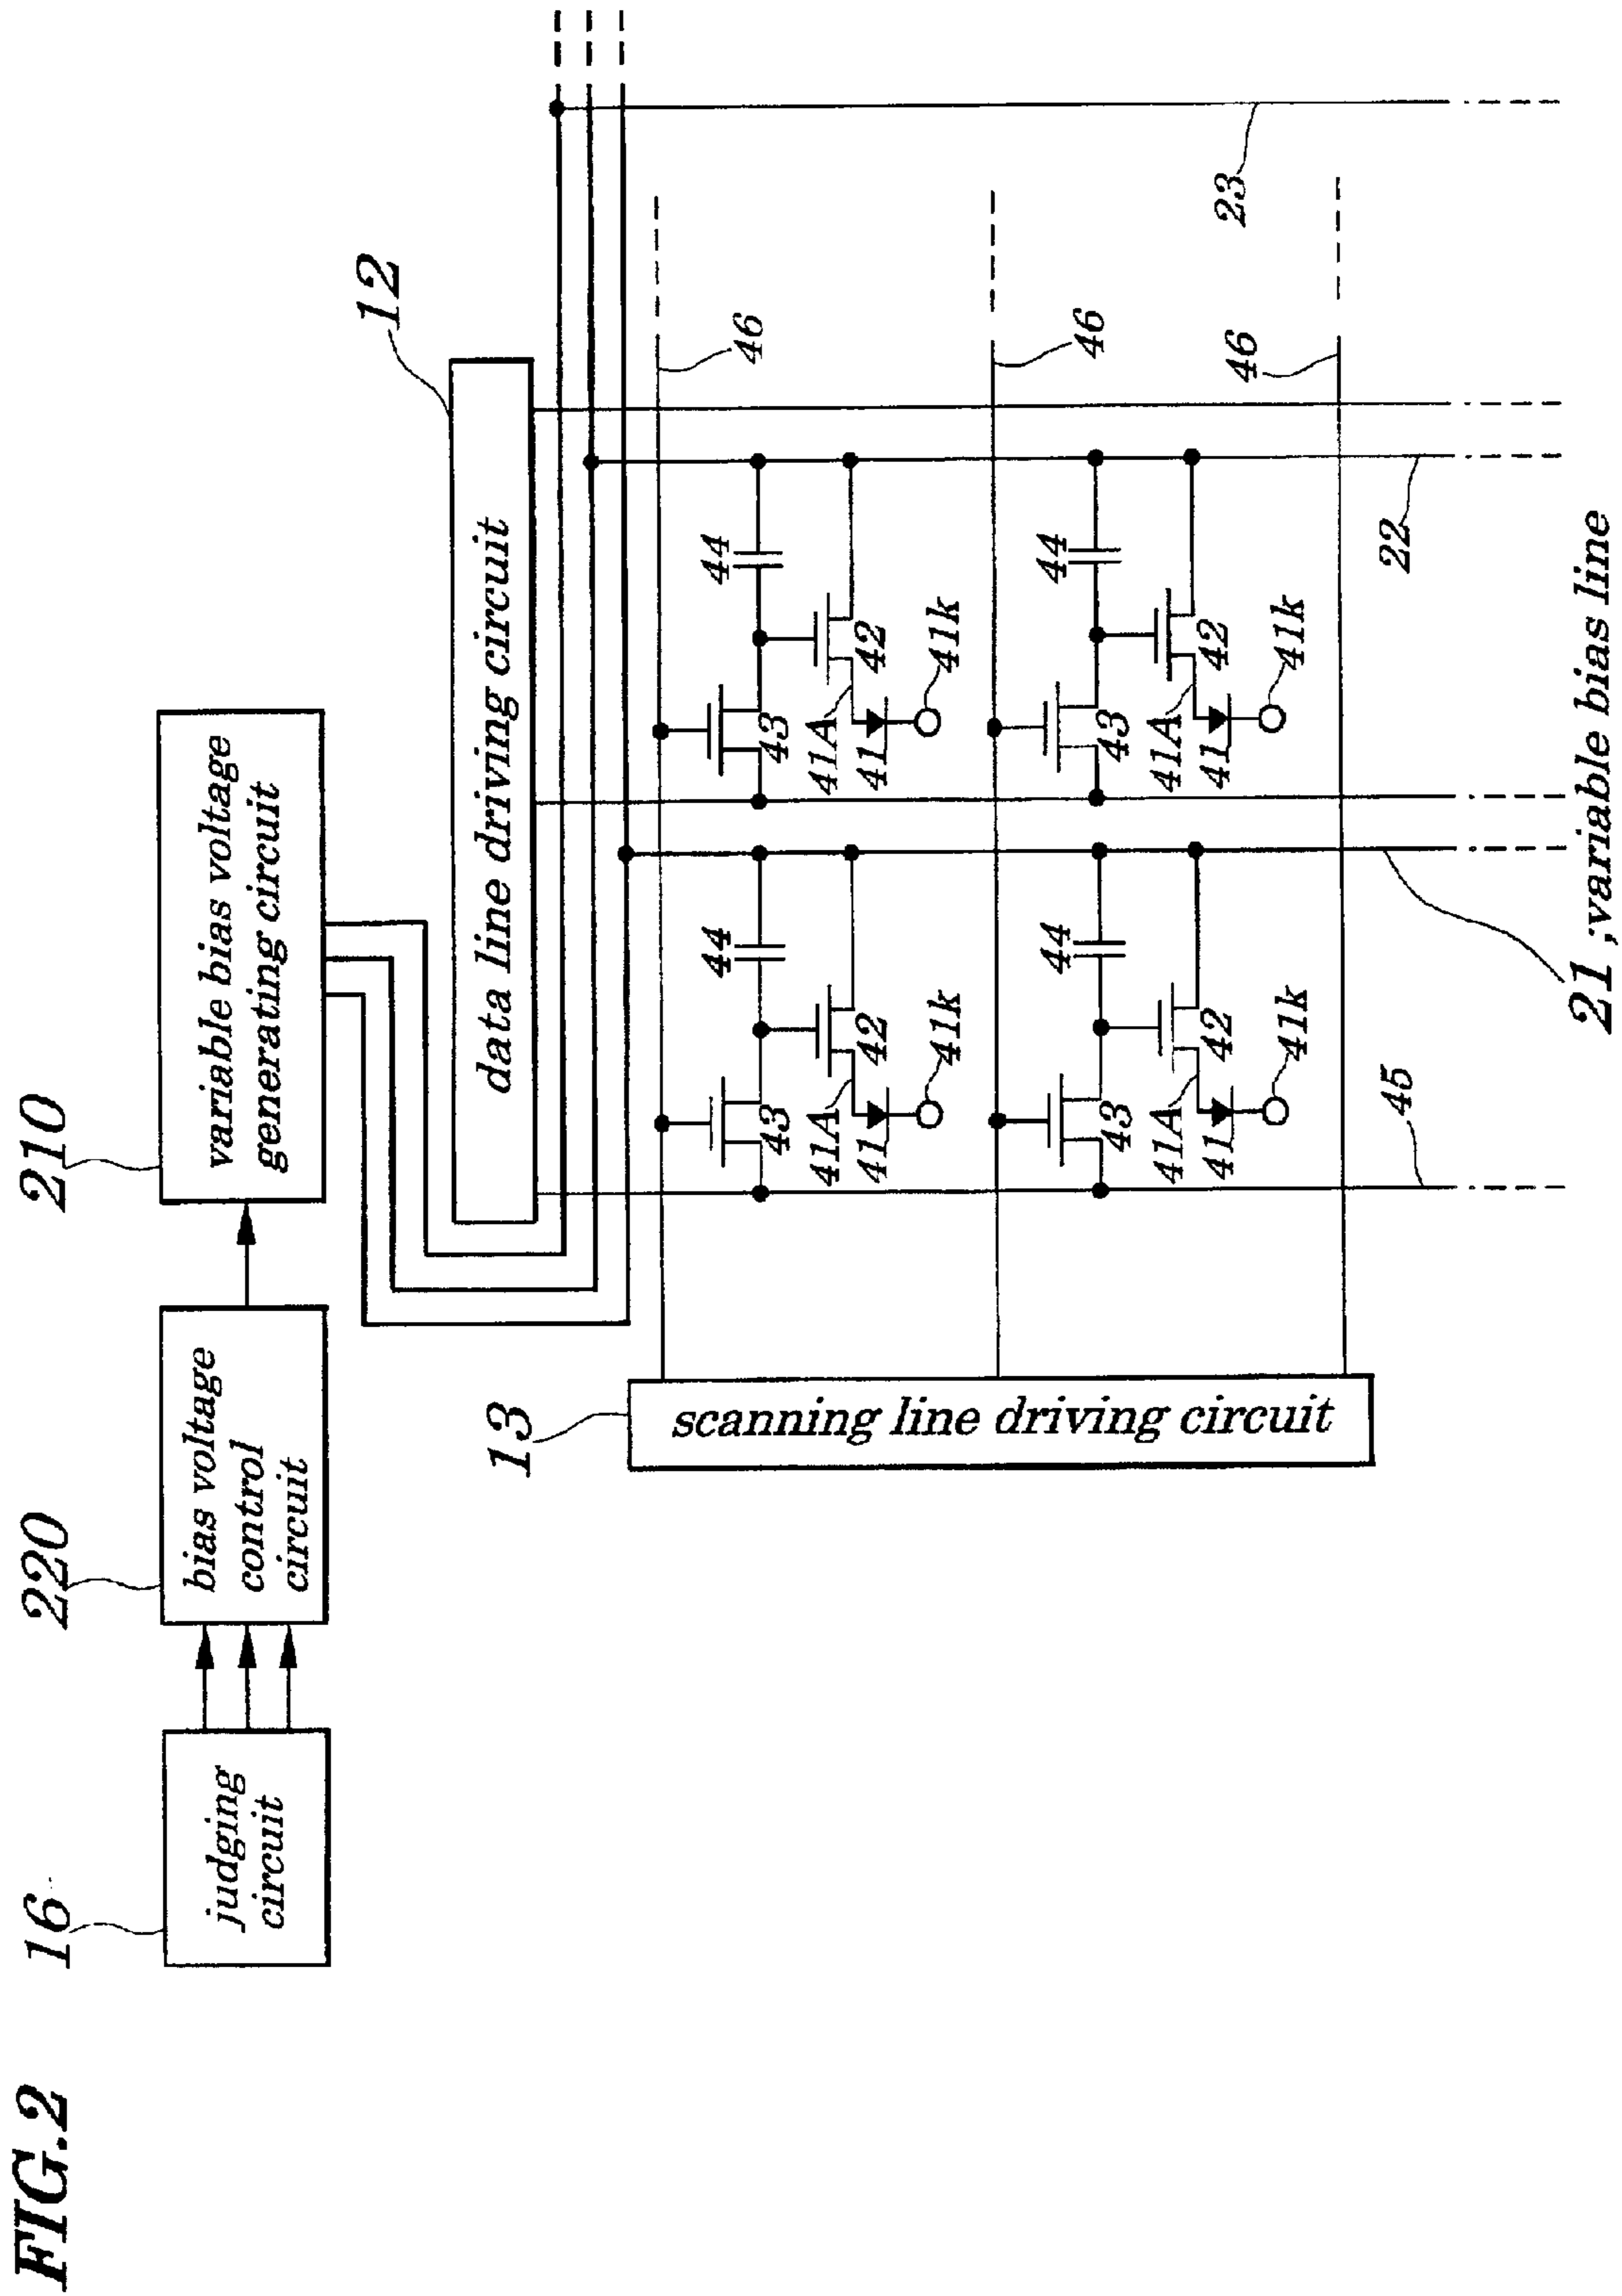 FIG.2
16
judging
circuit
220
bias voltage
control
circuit
210
variable bias voltage
generating circuit
12
data line driving circuit
13
scanning line driving circuit
46
44
44
43
42
43
42
41A
41A
41
41k
41
41k
46
44
44
43
42
43
42
41A
41A
41
41k
41
41k
23
46
45
22
21 ;variable bias line